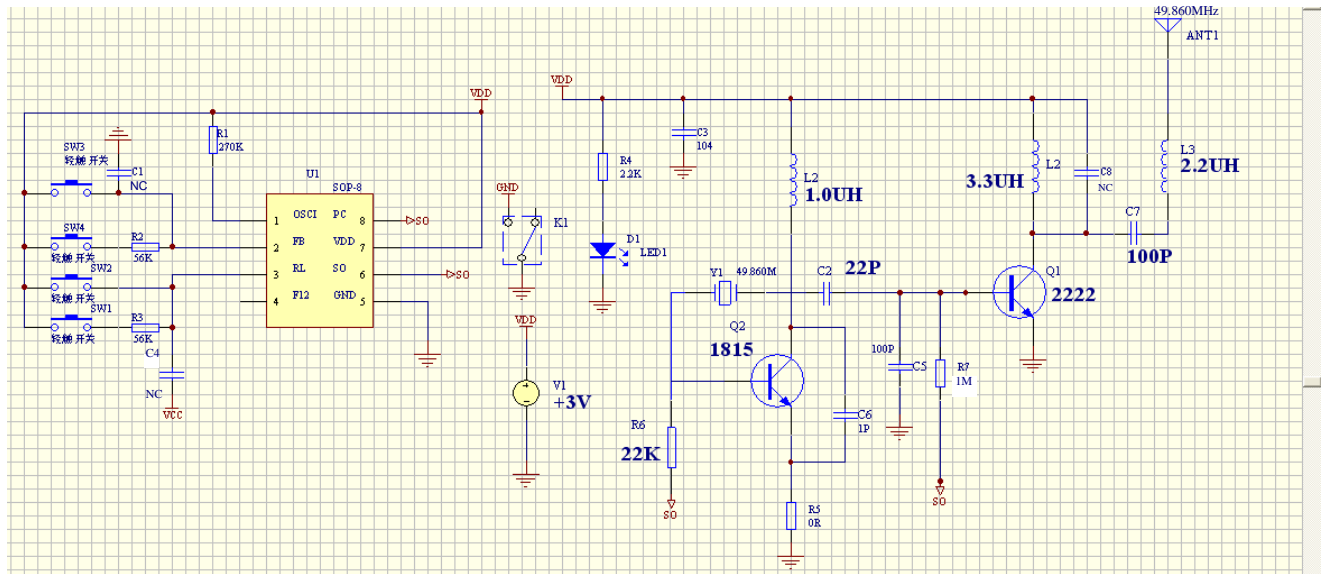 49.860MHz
ANT1
VDD
VDD
SW3
轻触开关
C1
NC
R1
270K
U1
SOP-8
1
OSCI
PC
8
SO
2
FB
VDD
7
3
RL
SO
6
SO
4
F12
GND
5
SW4
R2
56K
轻触开关
SW2
轻触开关
SW1
R3
56K
轻触开关
C4
NC
VCC
GND
K1
VDD
V1
+3V
R4
2.2K
D1
LED1
C3
104
L2
1.0UH
L2
3.3UH
C8
NC
L3
2.2UH
C7
100P
Y1
49.860M
C2
22P
Q1
2222
Q2
1815
100P
C5
R7
1M
C6
1P
R6
22K
SO
SO
R5
0R